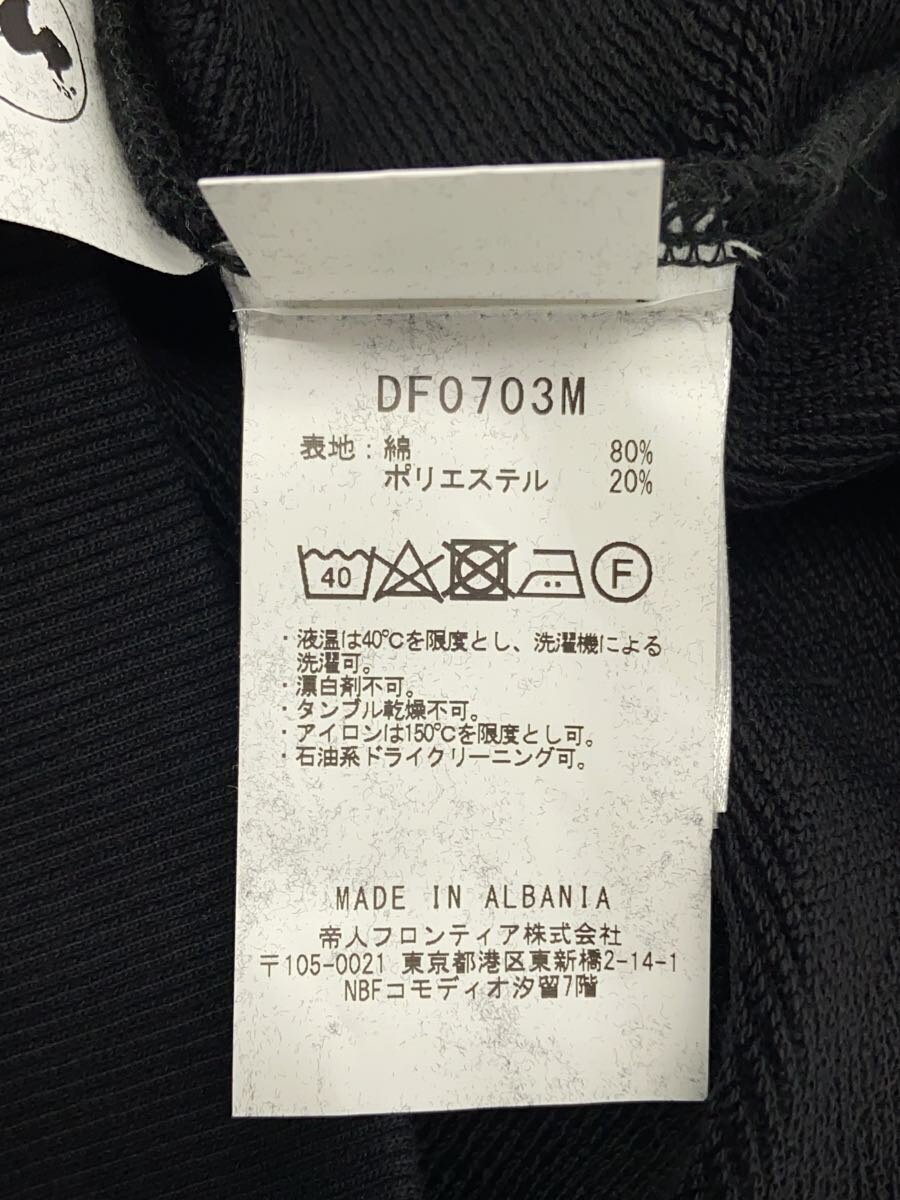 DF0703M
表地：綿 80%
ポリエステル 20%
40 F
・液温は40℃を限度とし、洗濯機による
洗濯可。
・漂白剤不可。
・タンブル乾燥不可。
・アイロンは150℃を限度とし可。
・石油系ドライクリーニング可。
MADE IN ALBANIA
帝人フロンティア株式会社
〒105-0021 東京都港区東新橋2-14-1
NBFコモディオ汐留7階